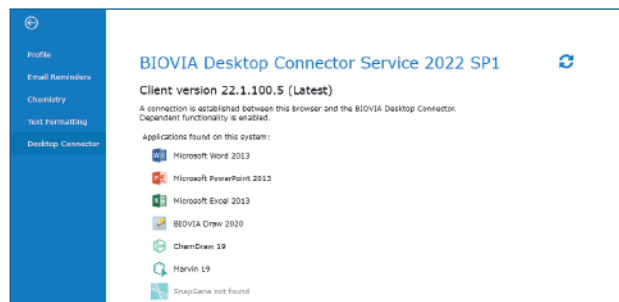 Profile
Email Reminders
Chemistry
Text Formatting
Desktop Connector
BIOVIA Desktop Connector Service 2022 SP1
Client version 22.1.100.5 (Latest)
A connection is established between this browser and the BIOVIA Desktop Connector.
Dependent functionality is enabled.
Applications found on this system:
Microsoft Word 2013
Microsoft PowerPoint 2013
Microsoft Excel 2013
BIOVIA Draw 2020
ChemDraw 19
Marvin 19
SnapGene not found